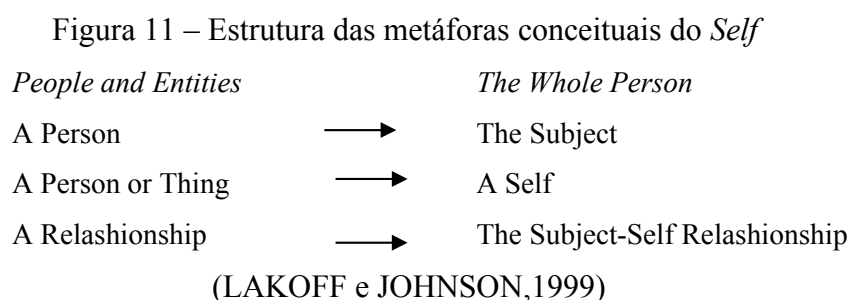 Figura 11 – Estrutura das metáforas conceituais do Self
People and Entities The Whole Person
A Person The Subject
A Person or Thing A Self
A Relashionship The Subject-Self Relashionship
(LAKOFF e JOHNSON,1999)